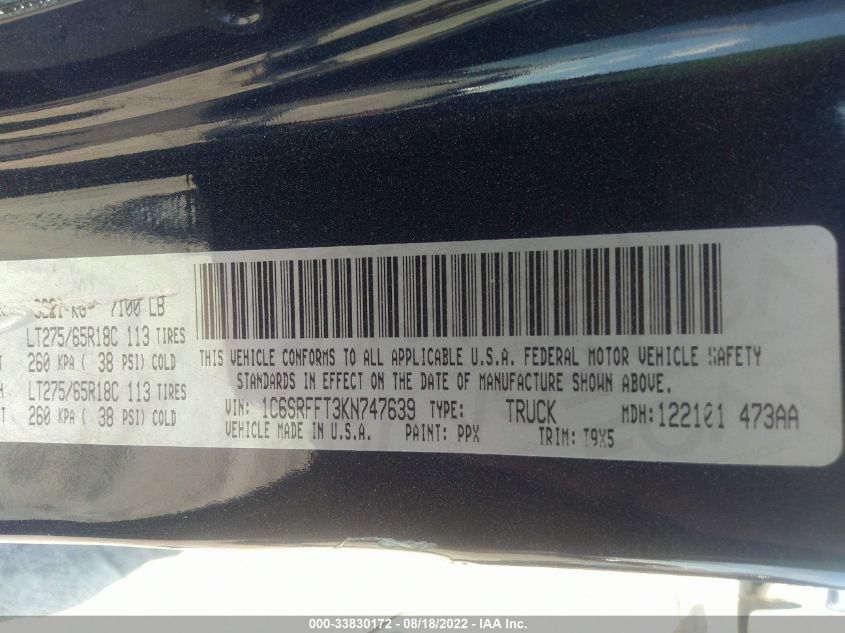 7100 LB
LT275/65R18C 113 TIRES
260 KPA ( 38 PSI) COLD
LT275/65R18C 113 TIRES
260 KPA ( 38 PSI) COLD
THIS VEHICLE CONFORMS TO ALL APPLICABLE U.S.A. FEDERAL MOTOR VEHICLE SAFETY
STANDARDS IN EFFECT ON THE DATE OF MANUFACTURE SHOWN ABOVE.
VIN: 1C6SRFFT3KN747639 TYPE: TRUCK MDH:122101 473AA
VEHICLE MADE IN U.S.A. PAINT: PPX TRIM: T9X5
000-33830172 - 08/18/2022 - IAA Inc.